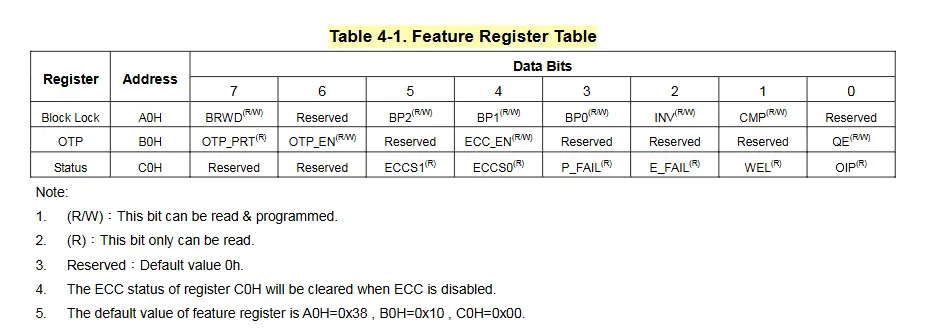 Table 4-1. Feature Register Table
Register Address Data Bits
7 6 5 4 3 2 1 0
Block Lock A0H BRWD(R/W) Reserved BP2(R/W) BP1(R/W) BP0(R/W) INV(R/W) CMP(R/W) Reserved
OTP B0H OTP_PRT(R) OTP_EN(R/W) Reserved ECC_EN(R/W) Reserved Reserved Reserved QE(R/W)
Status C0H Reserved Reserved ECCS1(R) ECCS0(R) P_FAIL(R) E_FAIL(R) WEL(R) OIP(R)
Note:
1. (R/W)：This bit can be read & programmed.
2. (R)：This bit only can be read.
3. Reserved：Default value 0h.
4. The ECC status of register C0H will be cleared when ECC is disabled.
5. The default value of feature register is A0H=0x38 , B0H=0x10 , C0H=0x00.